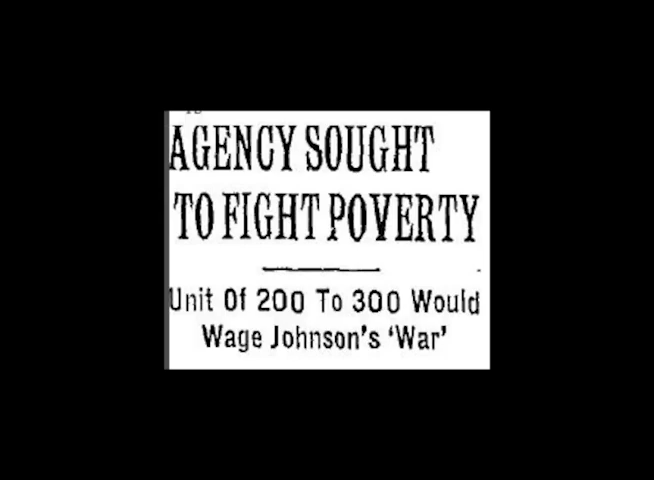 AGENCY SOUGHT
TO FIGHT POVERTY
Unit Of 200 To 300 Would
Wage Johnson's 'War'